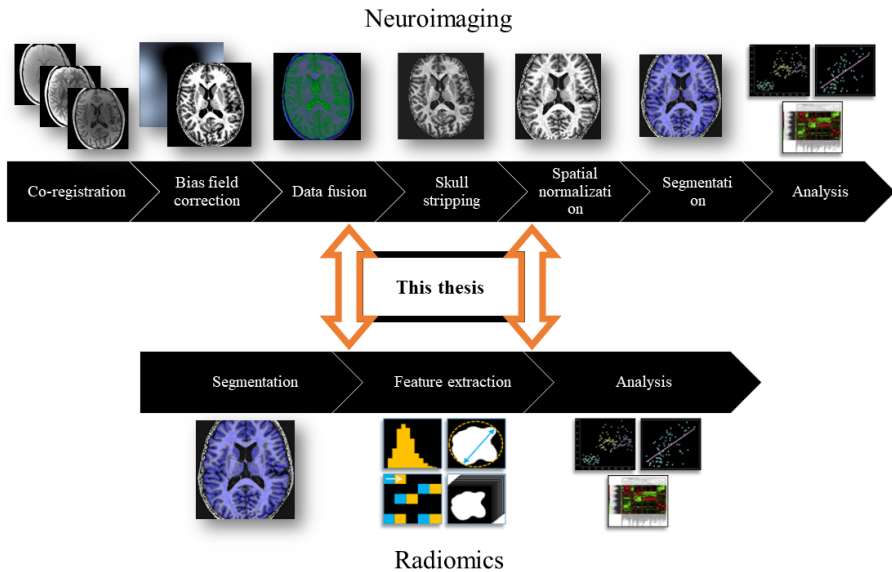 Neuroimaging
Co-registration
Bias field
correction
Data fusion
Skull
stripping
Spatial
normalizati
on
Segmentati
on
Analysis
This thesis
Segmentation
Feature extraction
Analysis
Radiomics